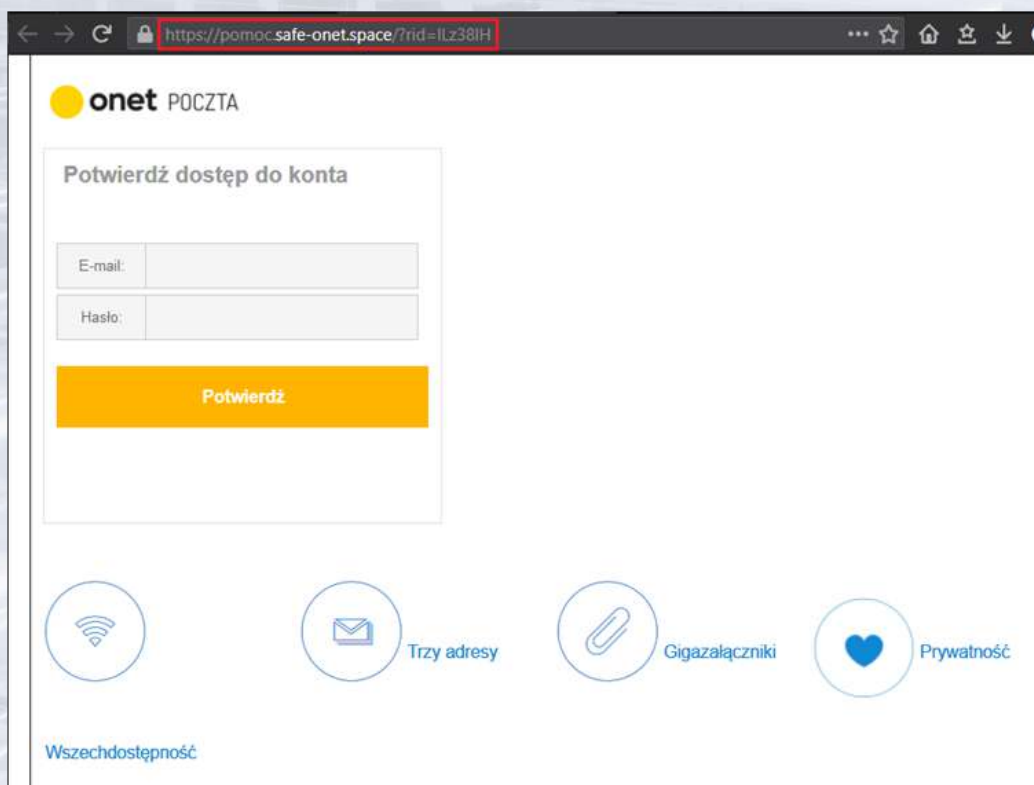 https://pomoc.safe-onet.space/?rid=ILz38IH
onet POCZTA
Potwierdź dostęp do konta
E-mail:
Hasło:
Potwierdź
Trzy adresy
Gigazałączniki
Prywatność
Wszechdostępność